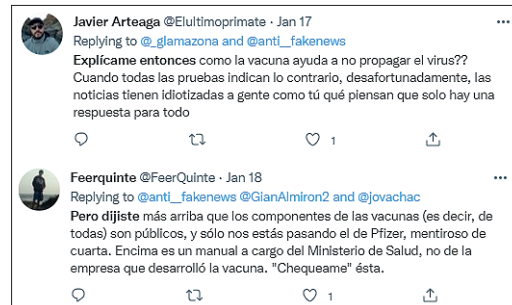 Javier Arteaga @Elultimoprimate · Jan 17
Replying to @_glamazona and @anti__fakenews
Explícame entonces como la vacuna ayuda a no propagar el virus??
Cuando todas las pruebas indican lo contrario, desafortunadamente, las
noticias tienen idiotizadas a gente como tú qué piensan que solo hay una
respuesta para todo
1
Feerquinte @FeerQuinte · Jan 18
Replying to @anti__fakenews @GianAlmiron2 and @jovachac
Pero dijiste más arriba que los componentes de las vacunas (es decir, de
todas) son públicos, y sólo nos estás pasando el de Pfizer, mentiroso de
cuarta. Encima es un manual a cargo del Ministerio de Salud, no de la
empresa que desarrolló la vacuna. "Chequeame" ésta.
1